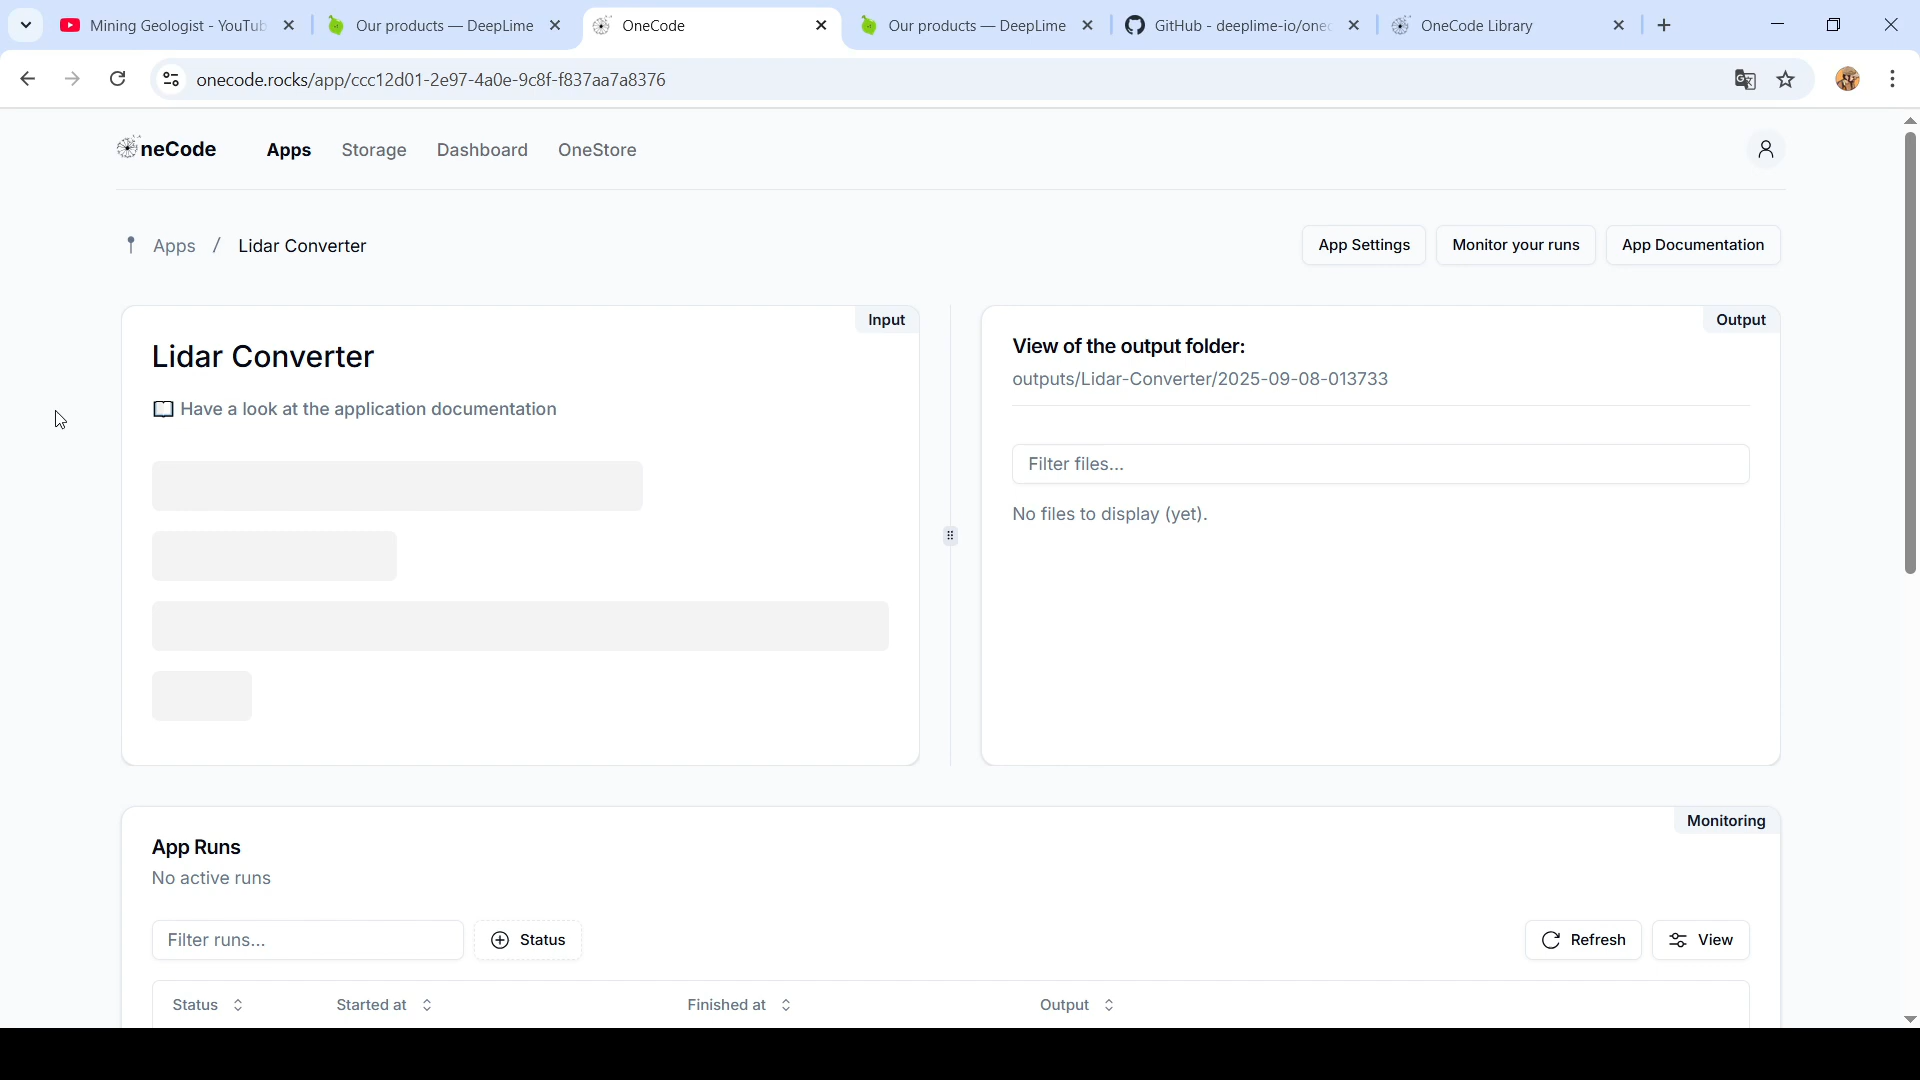 Mining Geologist - YouTub
Our products — DeepLime
OneCode
Our products — DeepLime
GitHub - deeplime-io/onec
OneCode Library
onecode.rocks/app/ccc12d01-2e97-4a0e-9c8f-f837aa7a8376
neCode
Apps
Storage
Dashboard
OneStore
Apps / Lidar Converter
App Settings
Monitor your runs
App Documentation
Input
Lidar Converter
Have a look at the application documentation
Output
View of the output folder:
outputs/Lidar-Converter/2025-09-08-013733
Filter files...
No files to display (yet).
Monitoring
App Runs
No active runs
Filter runs...
Status
Refresh
View
Status
Started at
Finished at
Output